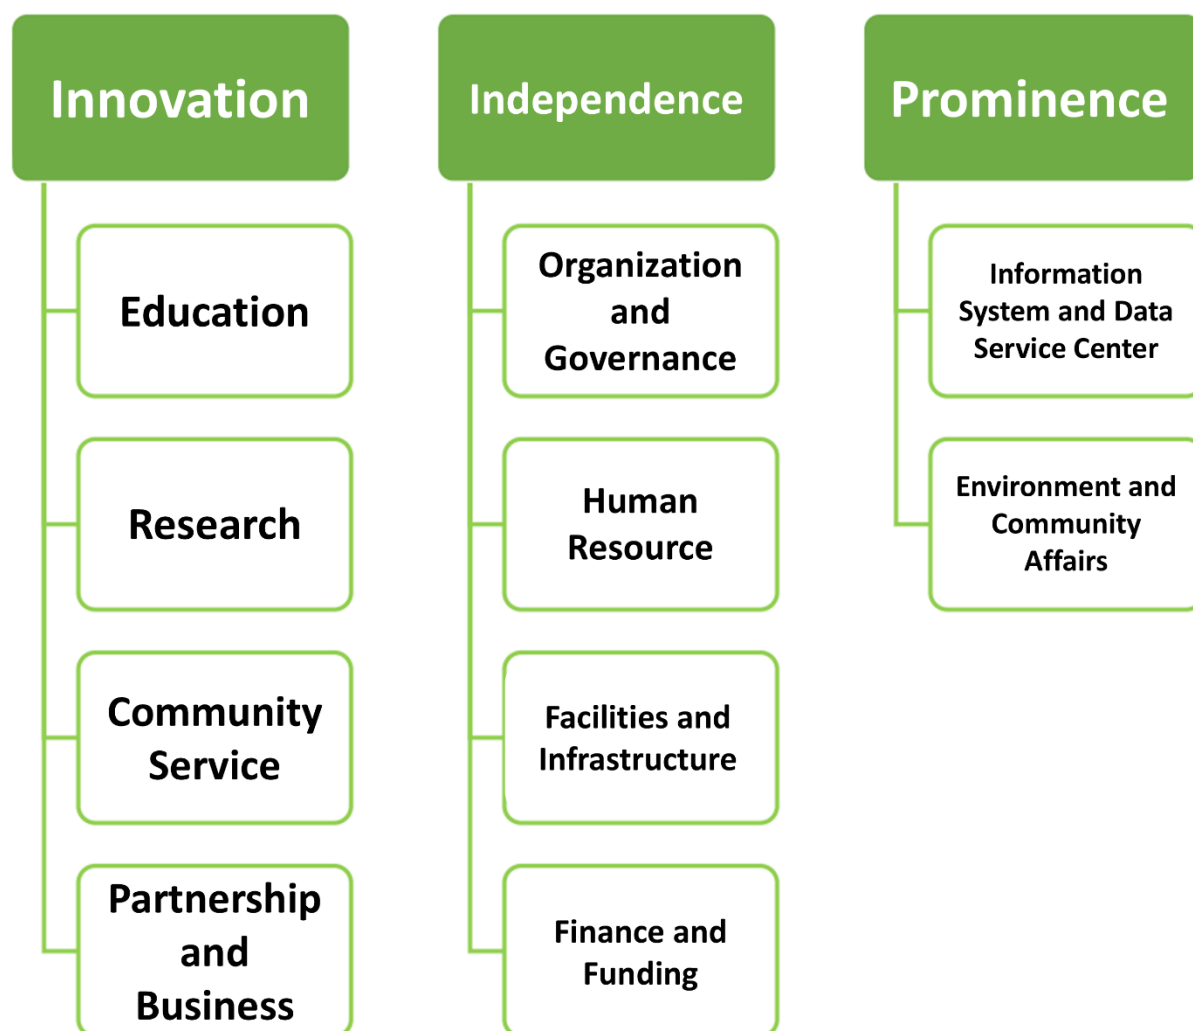 Innovation
Education
Research
Community
Service
Partnership
and
Business
Independence
Organization
and
Governance
Human
Resource
Facilities and
Infrastructure
Finance and
Funding
Prominence
Information
System and Data
Service Center
Environment and
Community
Affairs